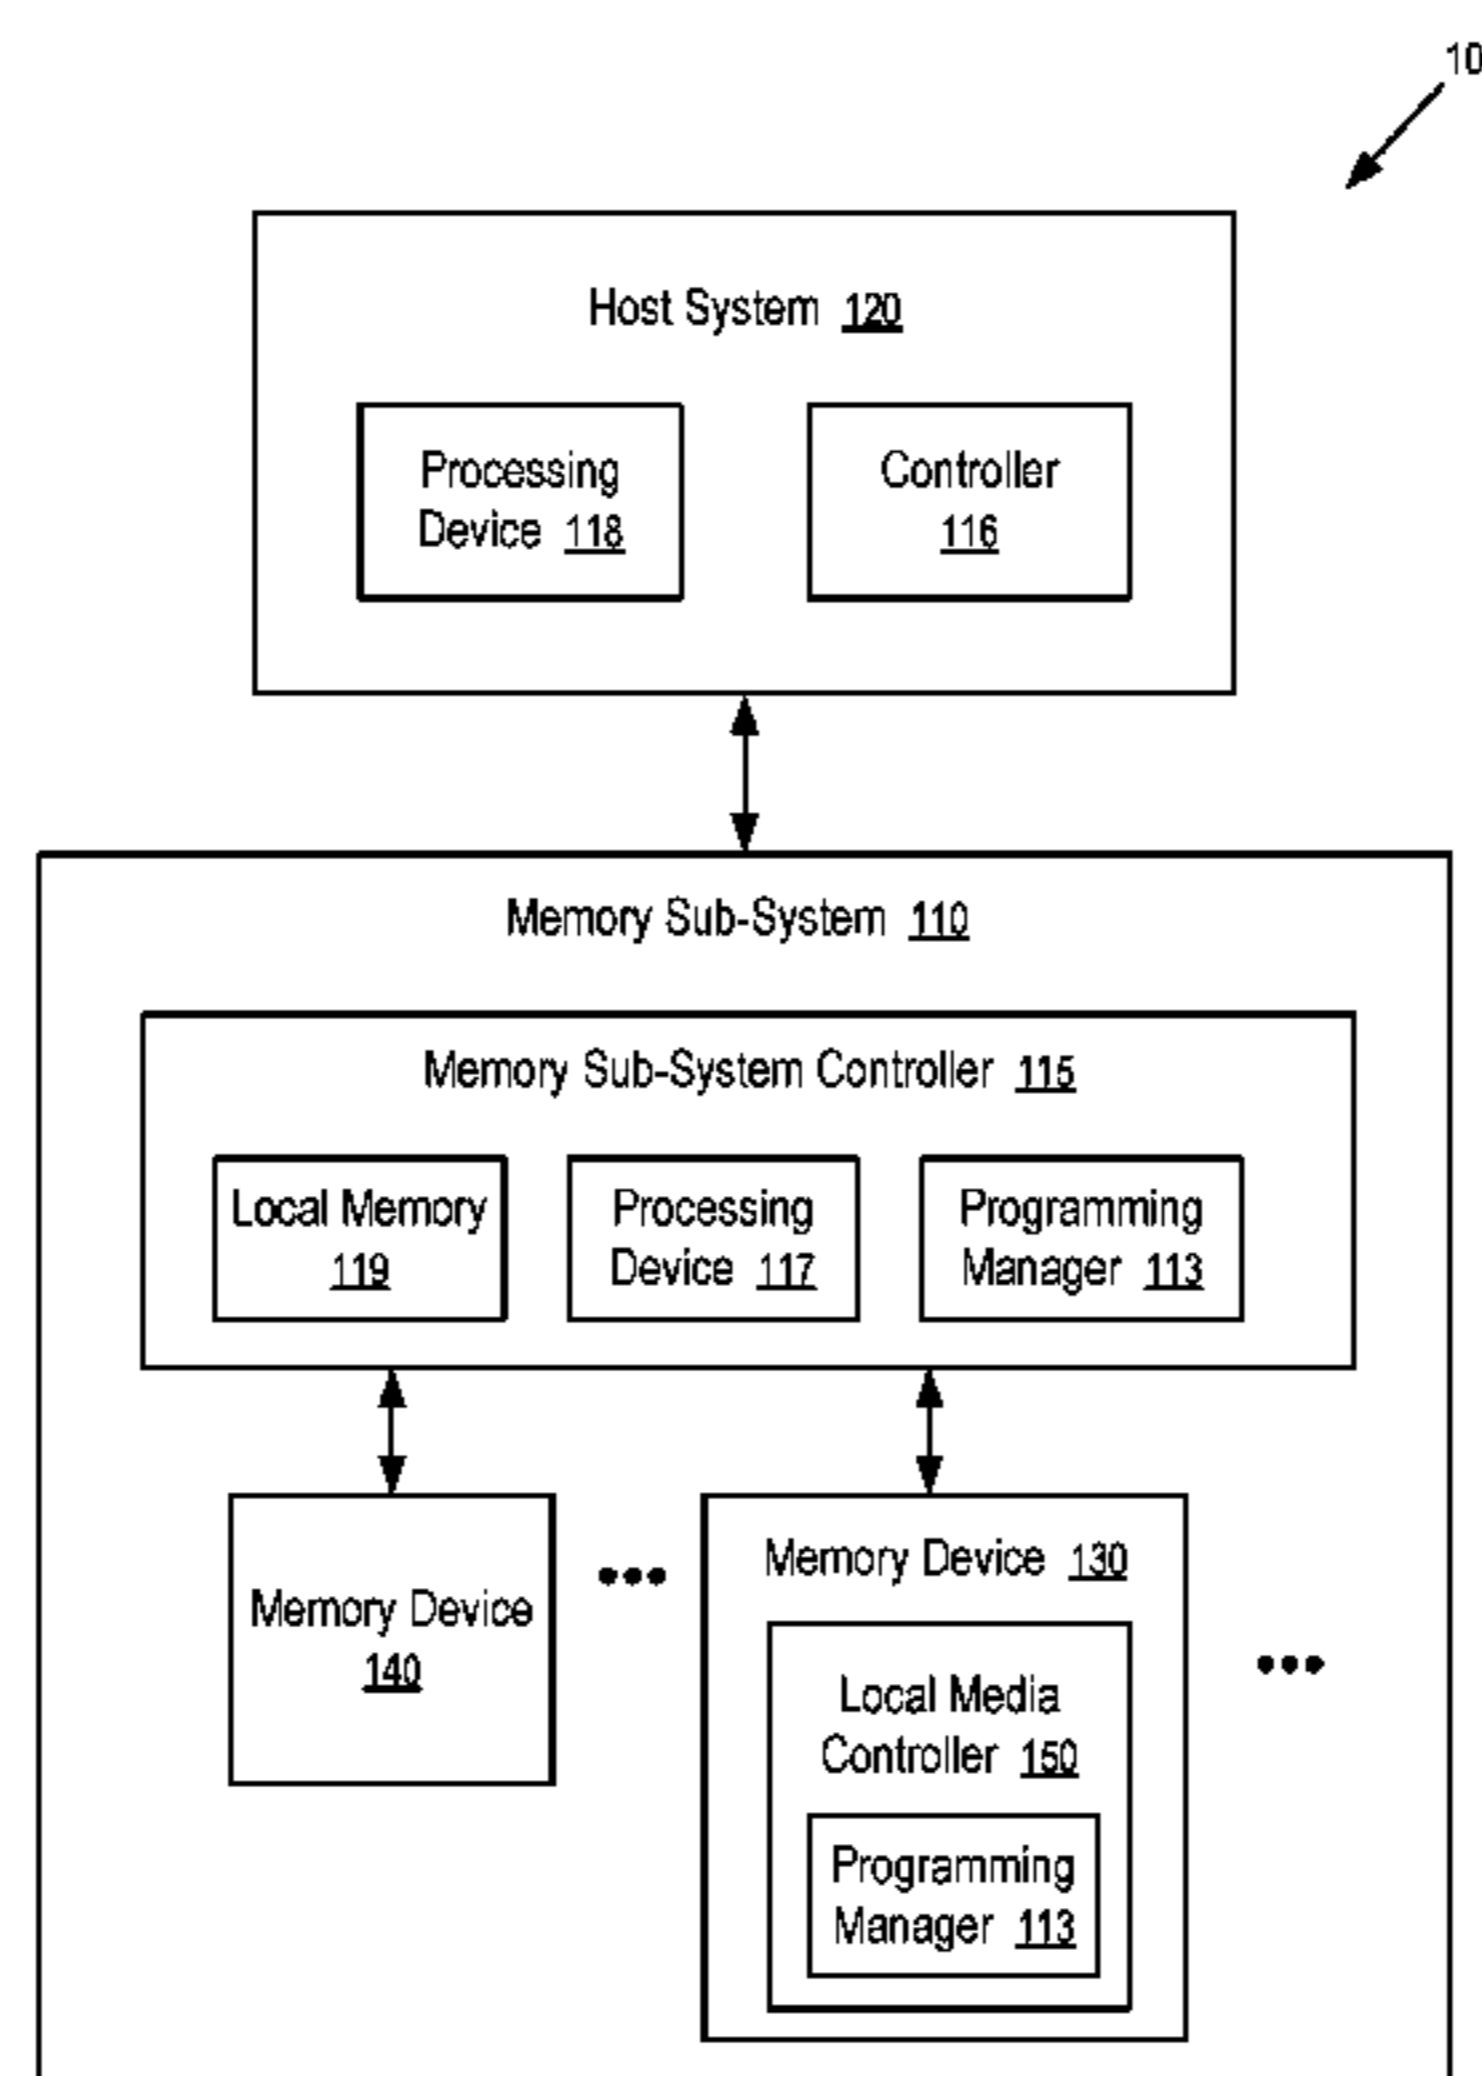 10
Host System 120
Processing
Device 118
Controller
116
Memory Sub-System 110
Memory Sub-System Controller 115
Local Memory
119
Processing
Device 117
Programming
Manager 113
Memory Device
140
Memory Device 130
Local Media
Controller 150
Programming
Manager 113